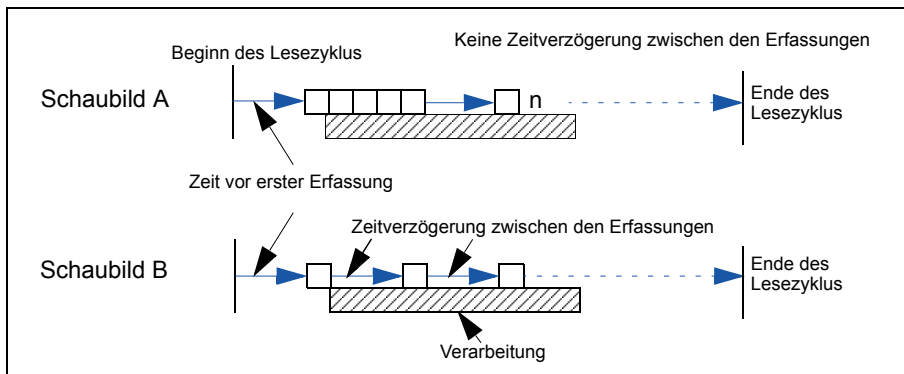 Beginn des Lesezyklus
Keine Zeitverzögerung zwischen den Erfassungen
Schaubild A
n
Ende des
Lesezyklus
Zeit vor erster Erfassung
Zeitverzögerung zwischen den Erfassungen
Schaubild B
Ende des
Lesezyklus
Verarbeitung